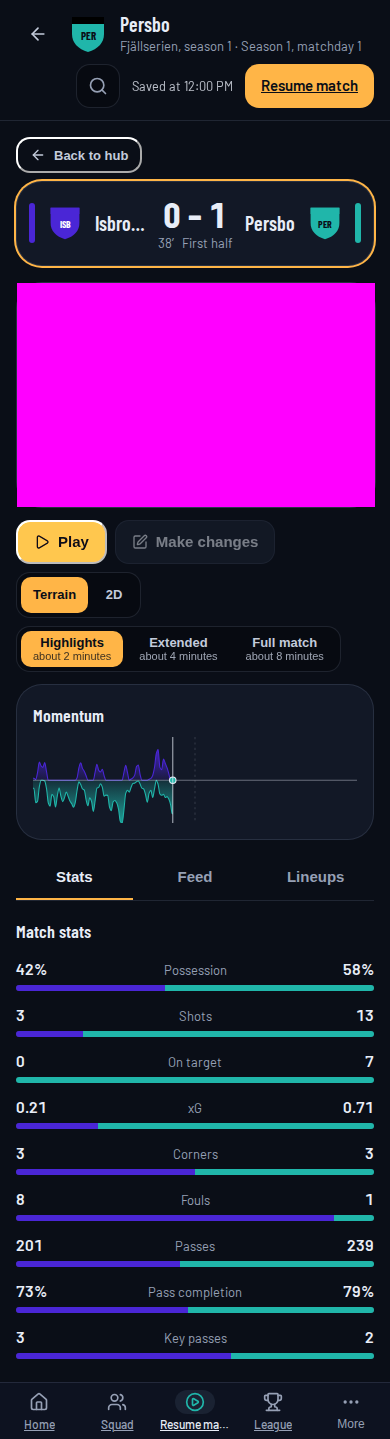 PER
Persbo
Fjällserien, season 1 · Season 1, matchday 1
Saved at 12:00 PM
Resume match
Back to hub
ISB
Isbro...
0 – 1
Persbo
PER
38' First half
Play
Make changes
Terrain
2D
Highlights
about 2 minutes
Extended
about 4 minutes
Full match
about 8 minutes
Momentum
Stats
Feed
Lineups
Match stats
42% Possession 58%
3 Shots 13
0 On target 7
0.21 xG 0.71
3 Corners 3
8 Fouls 1
201 Passes 239
73% Pass completion 79%
3 Key passes 2
Home
Squad
Resume ma...
League
More